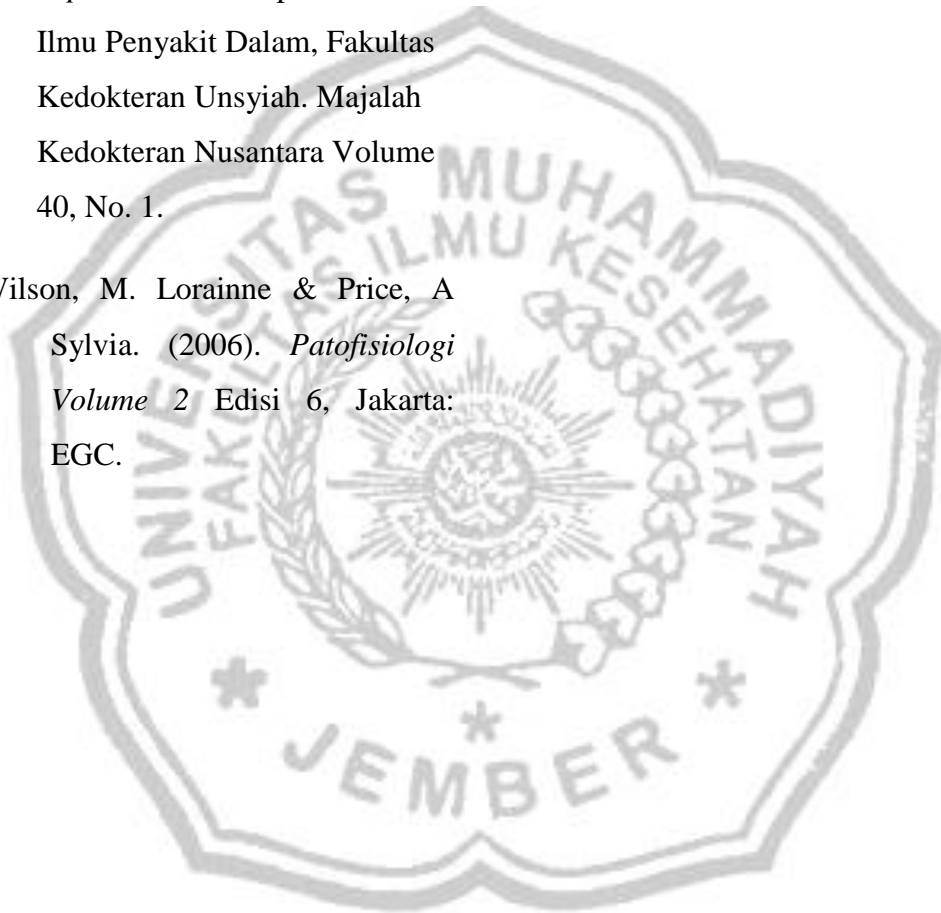 Ilmu Penyakit Dalam, Fakultas
Kedokteran Unsyiah. Majalah
Kedokteran Nusantara Volume
40, No. 1.
Wilson, M. Lorainne & Price, A
Sylvia. (2006). Patofisiologi
Volume 2 Edisi 6, Jakarta:
EGC.
UNIVERSITAS MUHAMMADIYAH
FAKULTAS ILMU KESEHATAN
* JEMBER *
*